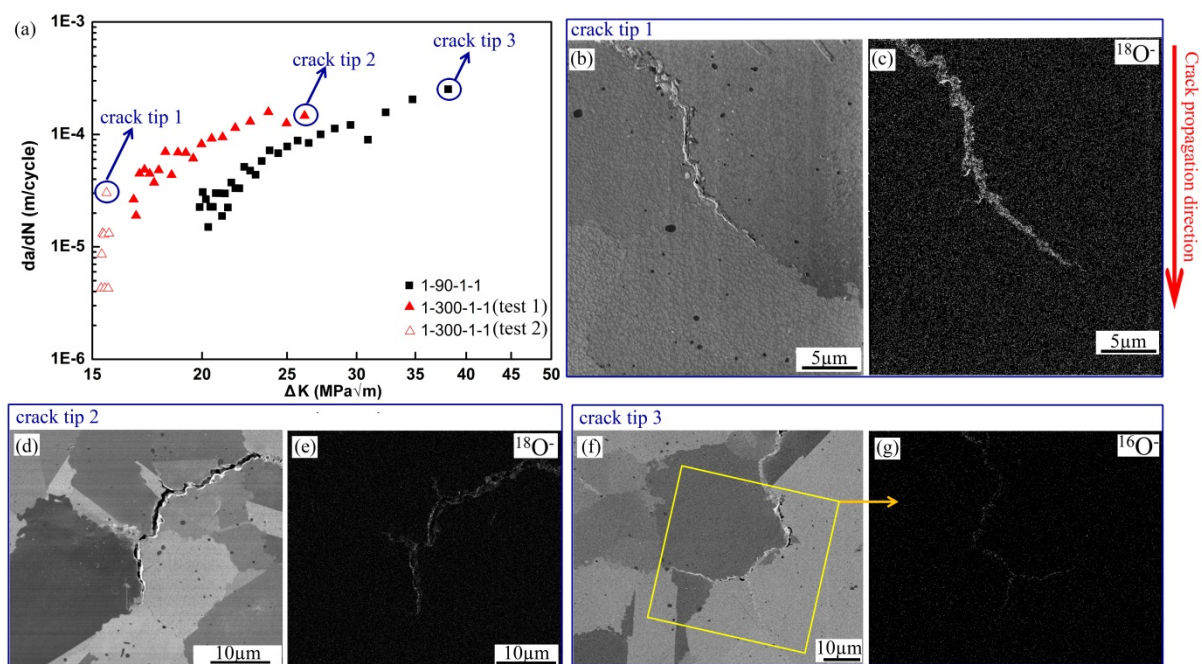 (a)
1E-3
1E-4
1E-5
1E-6
da/dN (m/cycle)
crack tip 1
crack tip 2
crack tip 3
1-90-1-1
1-300-1-1(test 1)
1-300-1-1(test 2)
15 20 25 30 35 40 45 50
ΔK (MPa√m)
crack tip 1
(b)
5μm
(c)
¹⁸O⁻
5μm
Crack propagation direction
crack tip 2
(d)
10μm
(e)
¹⁸O⁻
10μm
crack tip 3
(f)
10μm
(g)
¹⁶O⁻